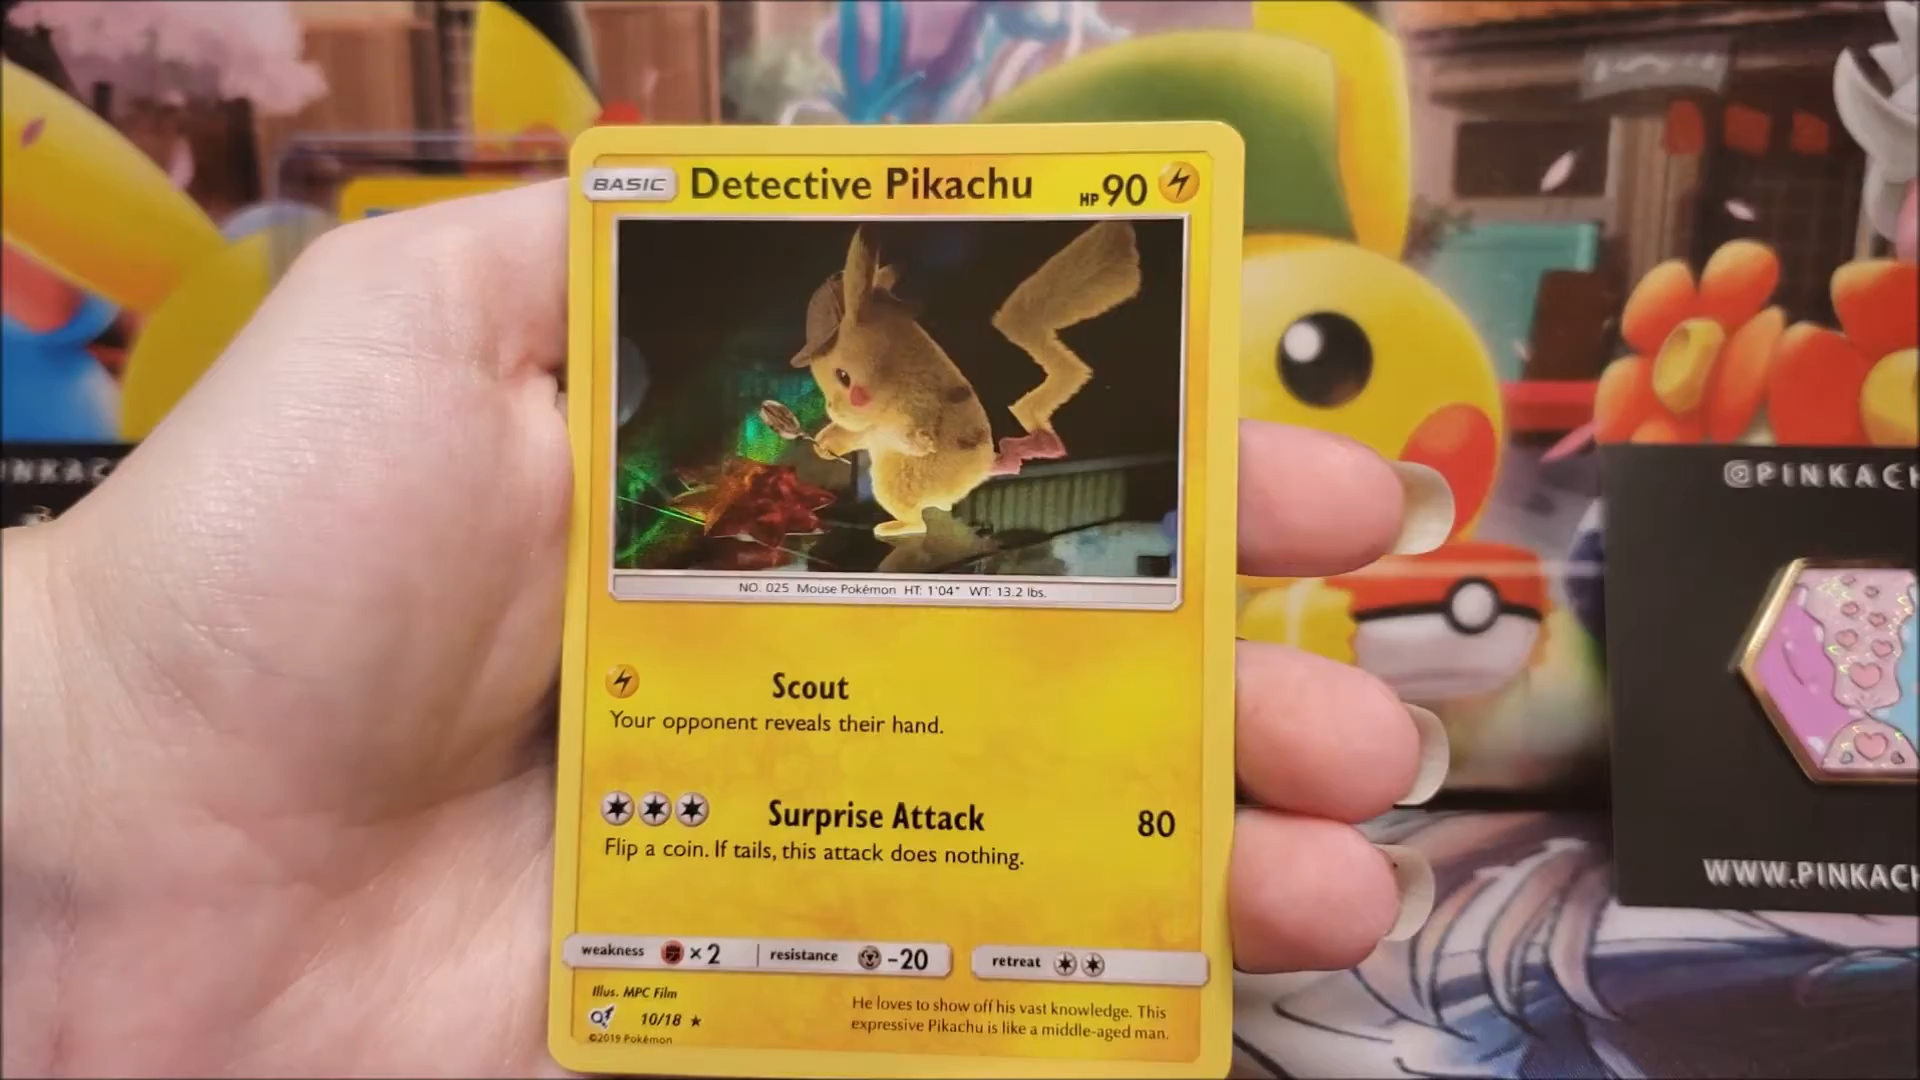 BASIC Detective Pikachu HP 90
NO. 025 Mouse Pokémon HT: 1'04" WT: 13.2 lbs.
Scout
Your opponent reveals their hand.
Surprise Attack 80
Flip a coin. If tails, this attack does nothing.
weakness ×2 resistance -20 retreat
Illus. MPC Film
10/18
©2019 Pokémon
He loves to show off his vast knowledge. This
expressive Pikachu is like a middle-aged man.
@PINKACH
WWW.PINKACH
INKAC